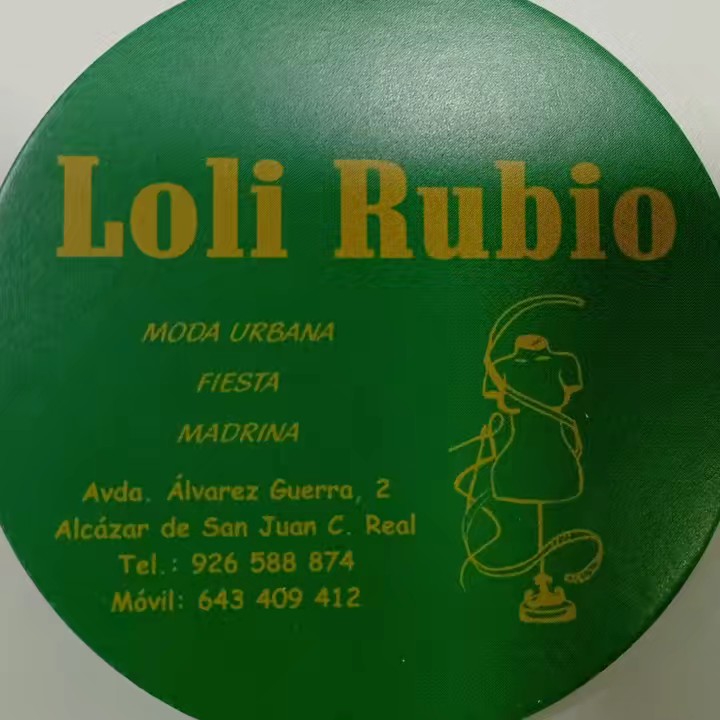 Loli Rubio
MODA URBANA
FIESTA
MADRINA
Avda. Álvarez Guerra, 2
Alcázar de San Juan C. Real
Tel.: 926 588 874
Móvil: 643 409 412